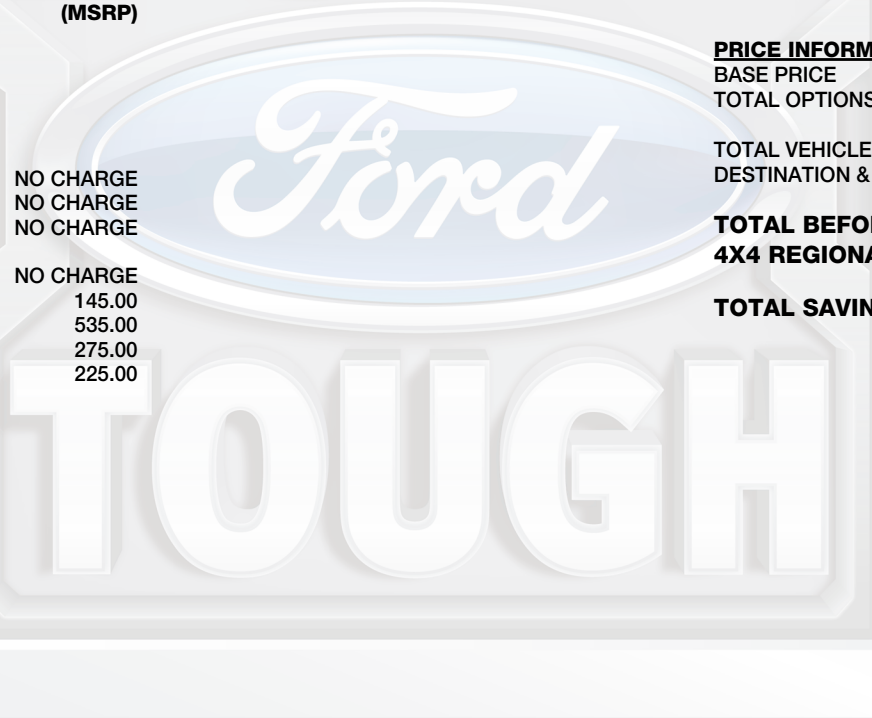 (MSRP)
NO CHARGE
NO CHARGE
NO CHARGE
NO CHARGE
145.00
535.00
275.00
225.00
PRICE INFORM
BASE PRICE
TOTAL OPTIONS
TOTAL VEHICLE
DESTINATION &
TOTAL BEFO
4X4 REGIONA
TOTAL SAVIN
Ford
TOUGH